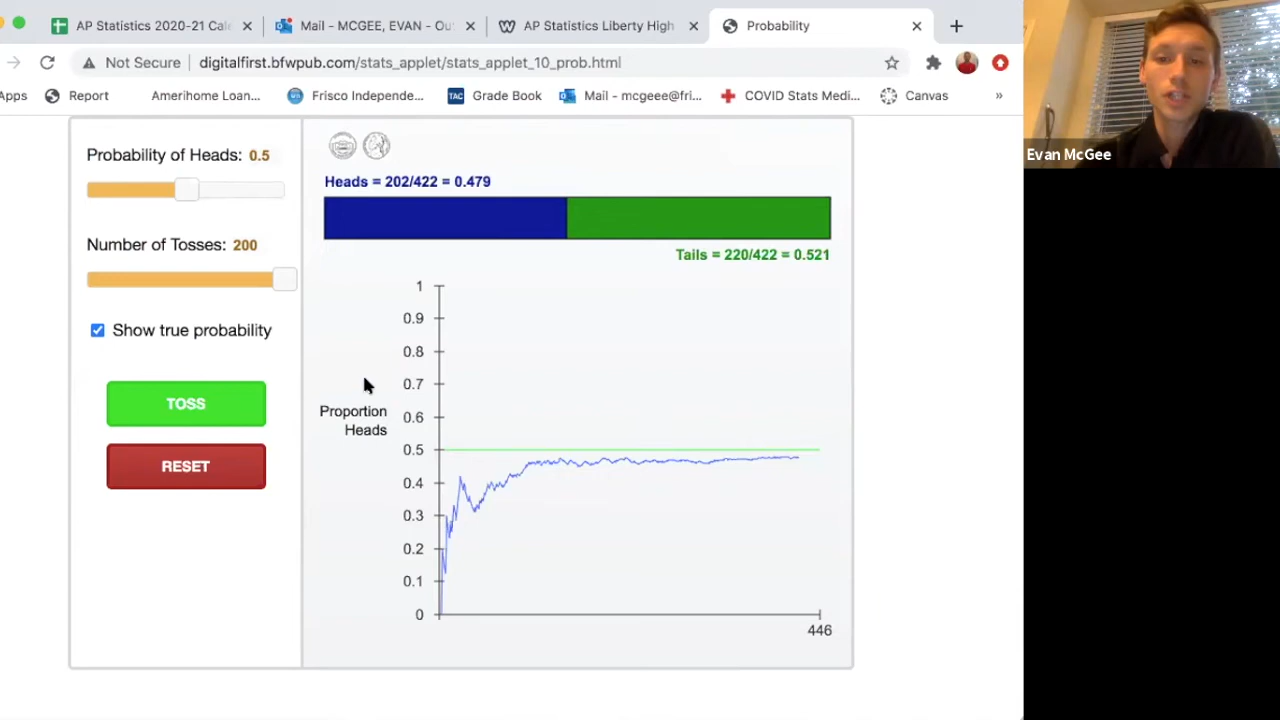 AP Statistics 2020-21 Cale
Mail - MCGEE, EVAN - Ou
AP Statistics Liberty High
Probability
Not Secure
digitalfirst.bfwpub.com/stats_applet/stats_applet_10_prob.html
Apps
Report
Amerihome Loan...
Frisco Independe...
TAC
Grade Book
Mail - mcgeee@fri...
COVID Stats Medi...
Canvas
»
Probability of Heads: 0.5
Number of Tosses: 200
Show true probability
TOSS
RESET
Heads = 202/422 = 0.479
Tails = 220/422 = 0.521
1
0.9
0.8
0.7
0.6
0.5
0.4
0.3
0.2
0.1
0
Proportion
Heads
446
Evan McGee